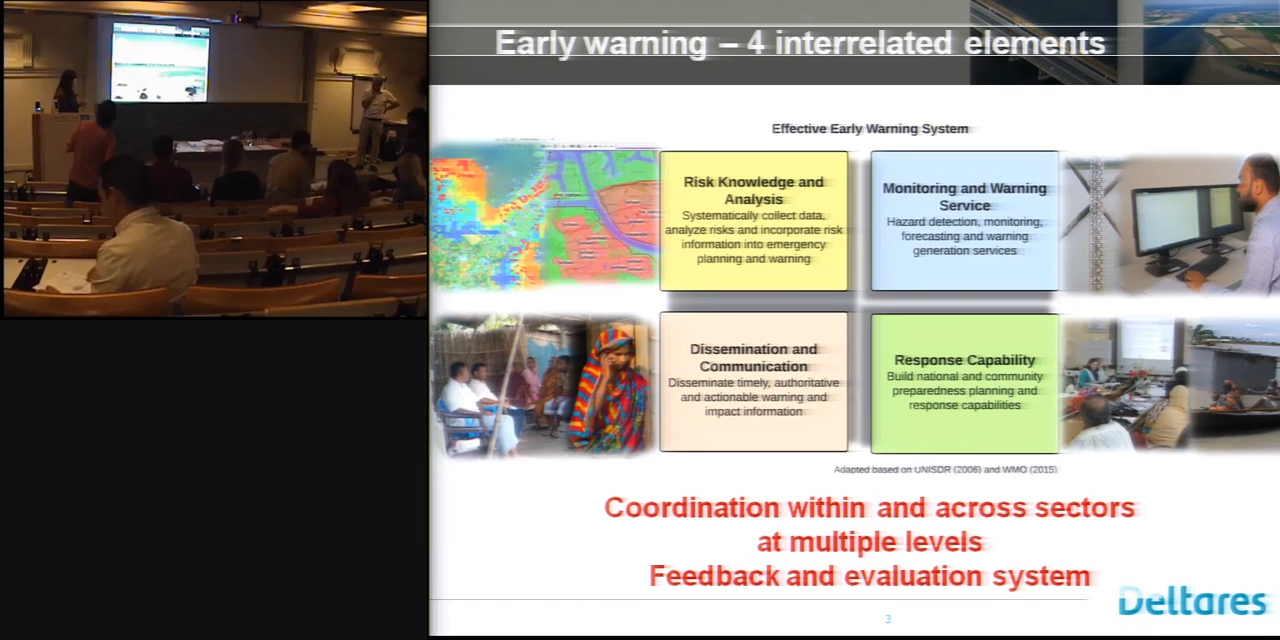 Early warning – 4 interrelated elements
Effective Early Warning System
Risk Knowledge and
Analysis
Systematically collect data,
analyze risks and incorporate risk
information into emergency
planning and warning
Monitoring and Warning
Service
Hazard detection, monitoring,
forecasting and warning
generation services
Dissemination and
Communication
Disseminate timely, authoritative
and actionable warning and
impact information
Response Capability
Build national and community
preparedness planning and
response capabilities
Adapted based on UNISDR (2006) and WMO (2015)
Coordination within and across sectors
at multiple levels
Feedback and evaluation system
3
Deltares